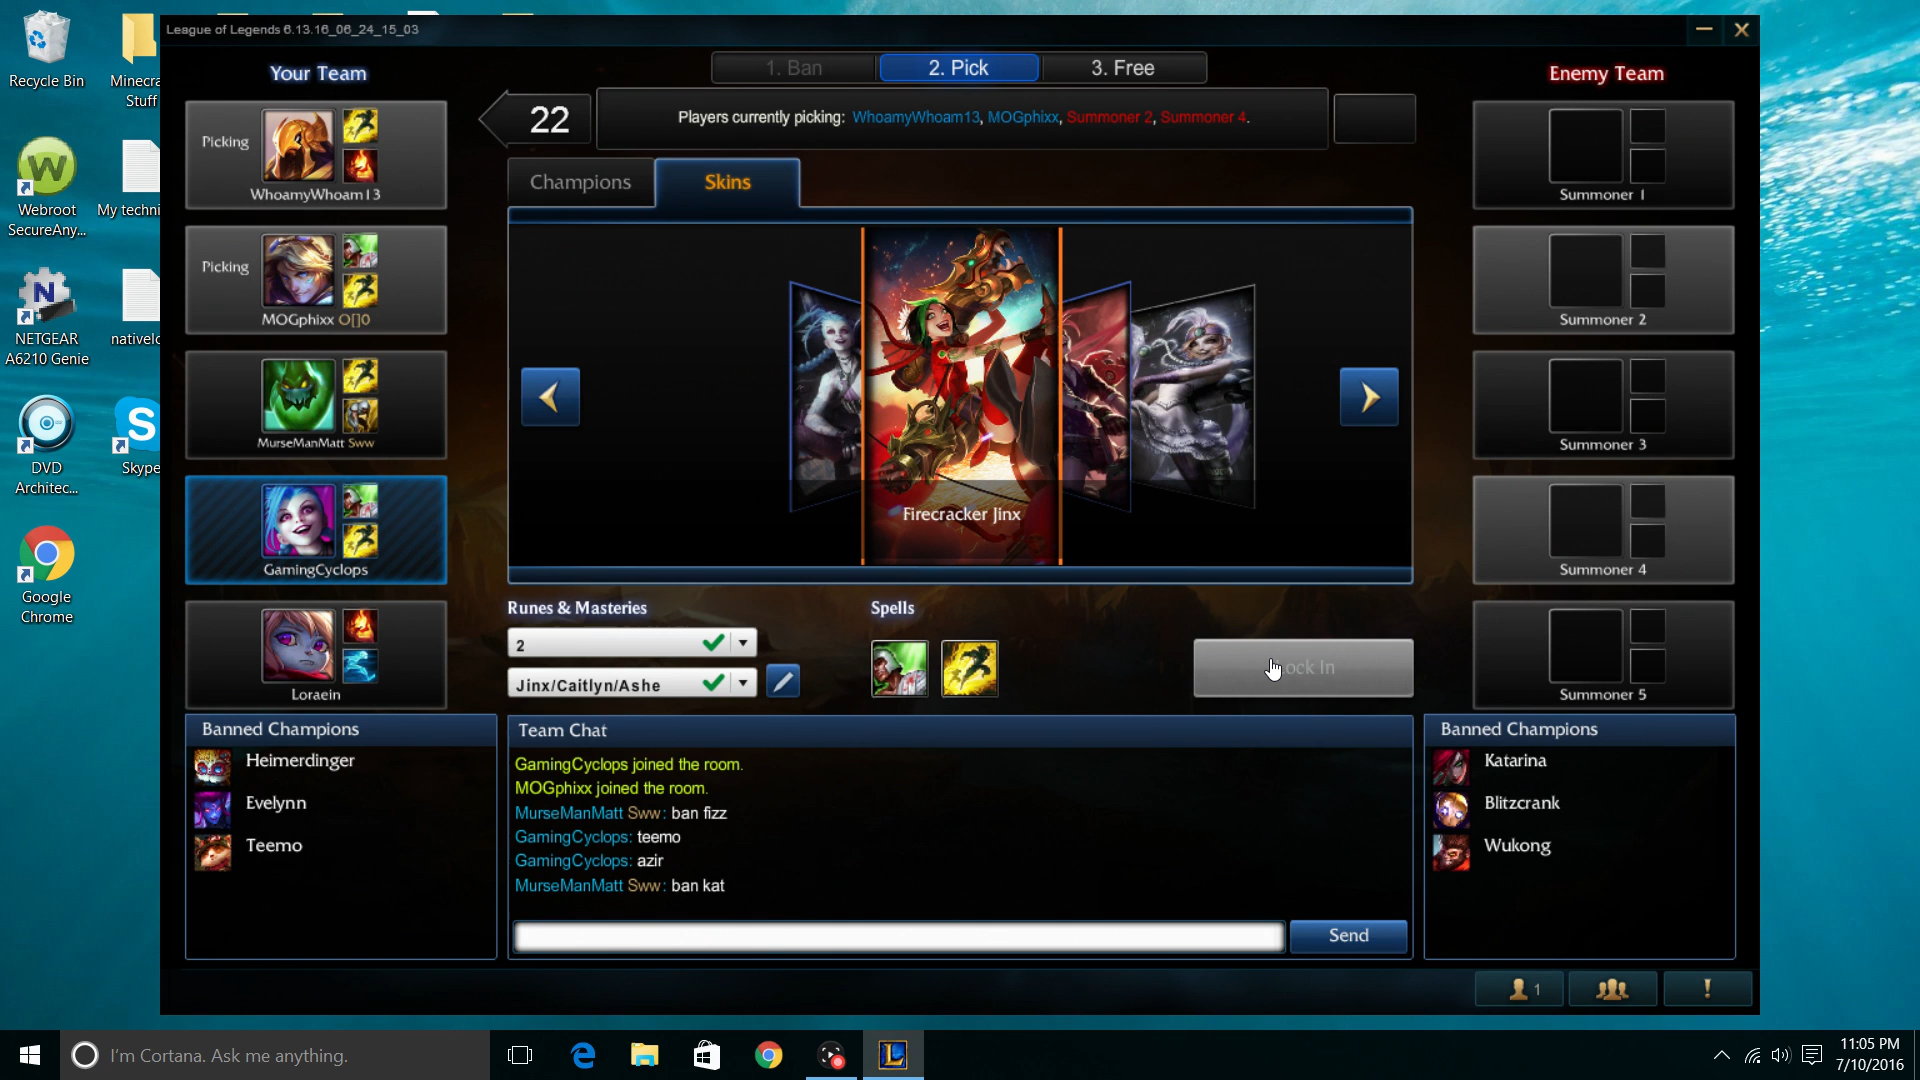 League of Legends 6.13.16_06_24_15_03
Recycle Bin
Minecra
Stuff
Webroot
SecureAny...
My techni
NETGEAR
A6210 Genie
nativelo
DVD
Architec...
Skype
Google
Chrome
Your Team
1. Ban
2. Pick
3. Free
Enemy Team
22
Players currently picking: WhoamyWhoam13, MOGphixx, Summoner 2, Summoner 4.
Picking
WhoamyWhoam13
Picking
MOGphixx O[]0
MurseManMatt Sww
GamingCyclops
Loraein
Champions
Skins
Firecracker Jinx
Summoner 1
Summoner 2
Summoner 3
Summoner 4
Summoner 5
Runes & Masteries
2
Jinx/Caitlyn/Ashe
Spells
ock In
Banned Champions
Heimerdinger
Evelynn
Teemo
Team Chat
GamingCyclops joined the room.
MOGphixx joined the room.
MurseManMatt Sww: ban fizz
GamingCyclops: teemo
GamingCyclops: azir
MurseManMatt Sww: ban kat
Send
Banned Champions
Katarina
Blitzcrank
Wukong
1
I'm Cortana. Ask me anything.
11:05 PM
7/10/2016